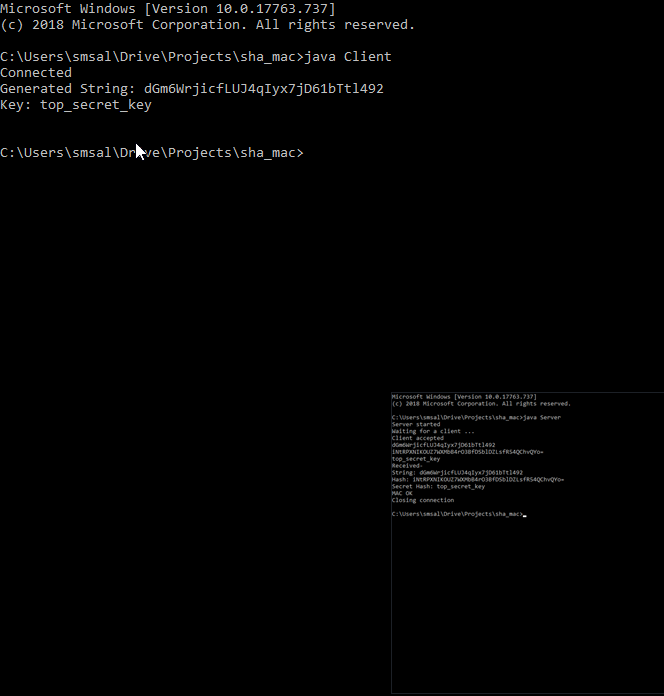 Microsoft Windows [Version 10.0.17763.737]
(c) 2018 Microsoft Corporation. All rights reserved.
C:\Users\smsal\Drive\Projects\sha_mac>java Client
Connected
Generated String: dGm6WrjicfLUJ4qIyx7jD61bTtl492
Key: top_secret_key
C:\Users\smsal\Drive\Projects\sha_mac>
Microsoft Windows [Version 10.0.17763.737]
(c) 2018 Microsoft Corporation. All rights reserved.
C:\Users\smsal\Drive\Projects\sha_mac>java Server
Server started
Waiting for a client ...
Client accepted
dGm6WrjicfLUJ4qIyx7jD61bTtl492
top_secret_key
Received-
String: dGm6WrjicfLUJ4qIyx7jD61bTtl492
Hash:
Secret Hash: top_secret_key
MAC OK
Closing connection
C:\Users\smsal\Drive\Projects\sha_mac>